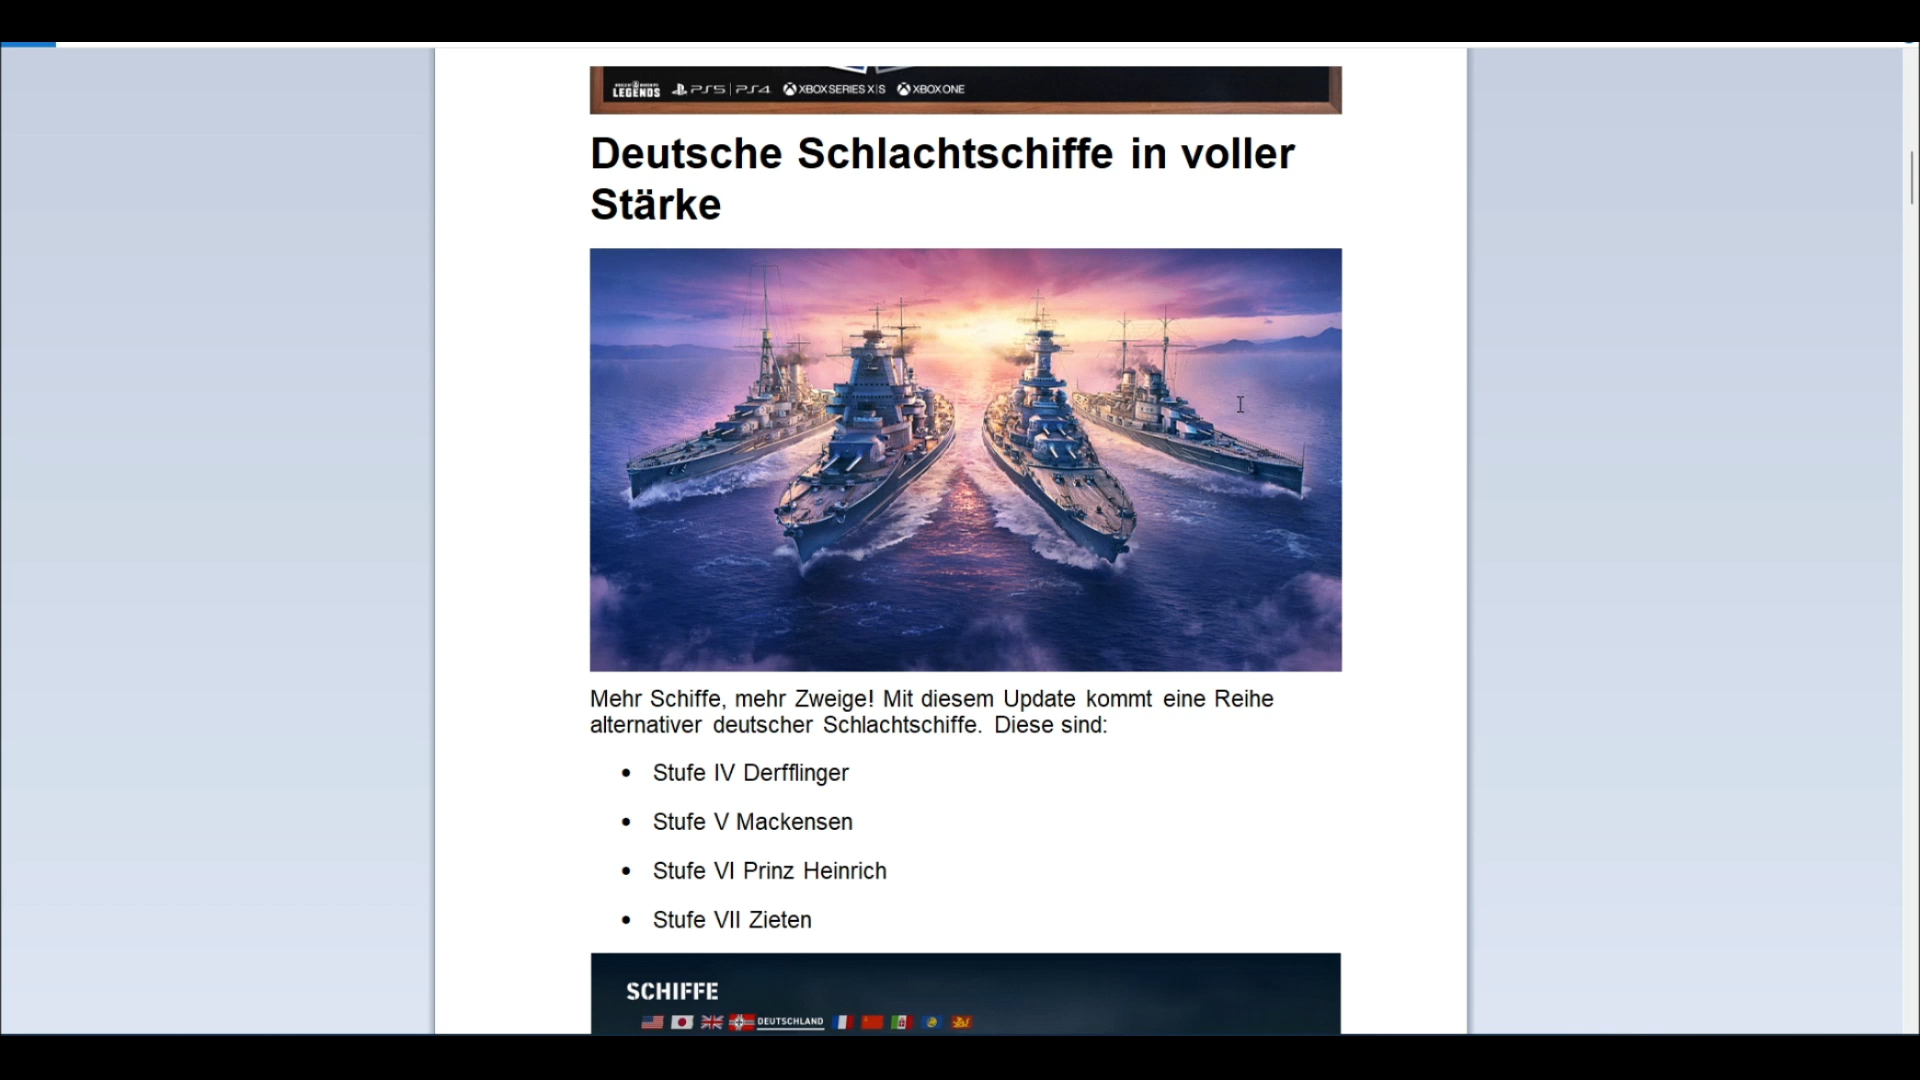 LEGENDS PS5 | PS4 XBOX SERIES X|S XBOX ONE
Deutsche Schlachtschiffe in voller
Stärke
Mehr Schiffe, mehr Zweige! Mit diesem Update kommt eine Reihe
alternativer deutscher Schlachtschiffe. Diese sind:
• Stufe IV Derfflinger
• Stufe V Mackensen
• Stufe VI Prinz Heinrich
• Stufe VII Zieten
SCHIFFE
DEUTSCHLAND